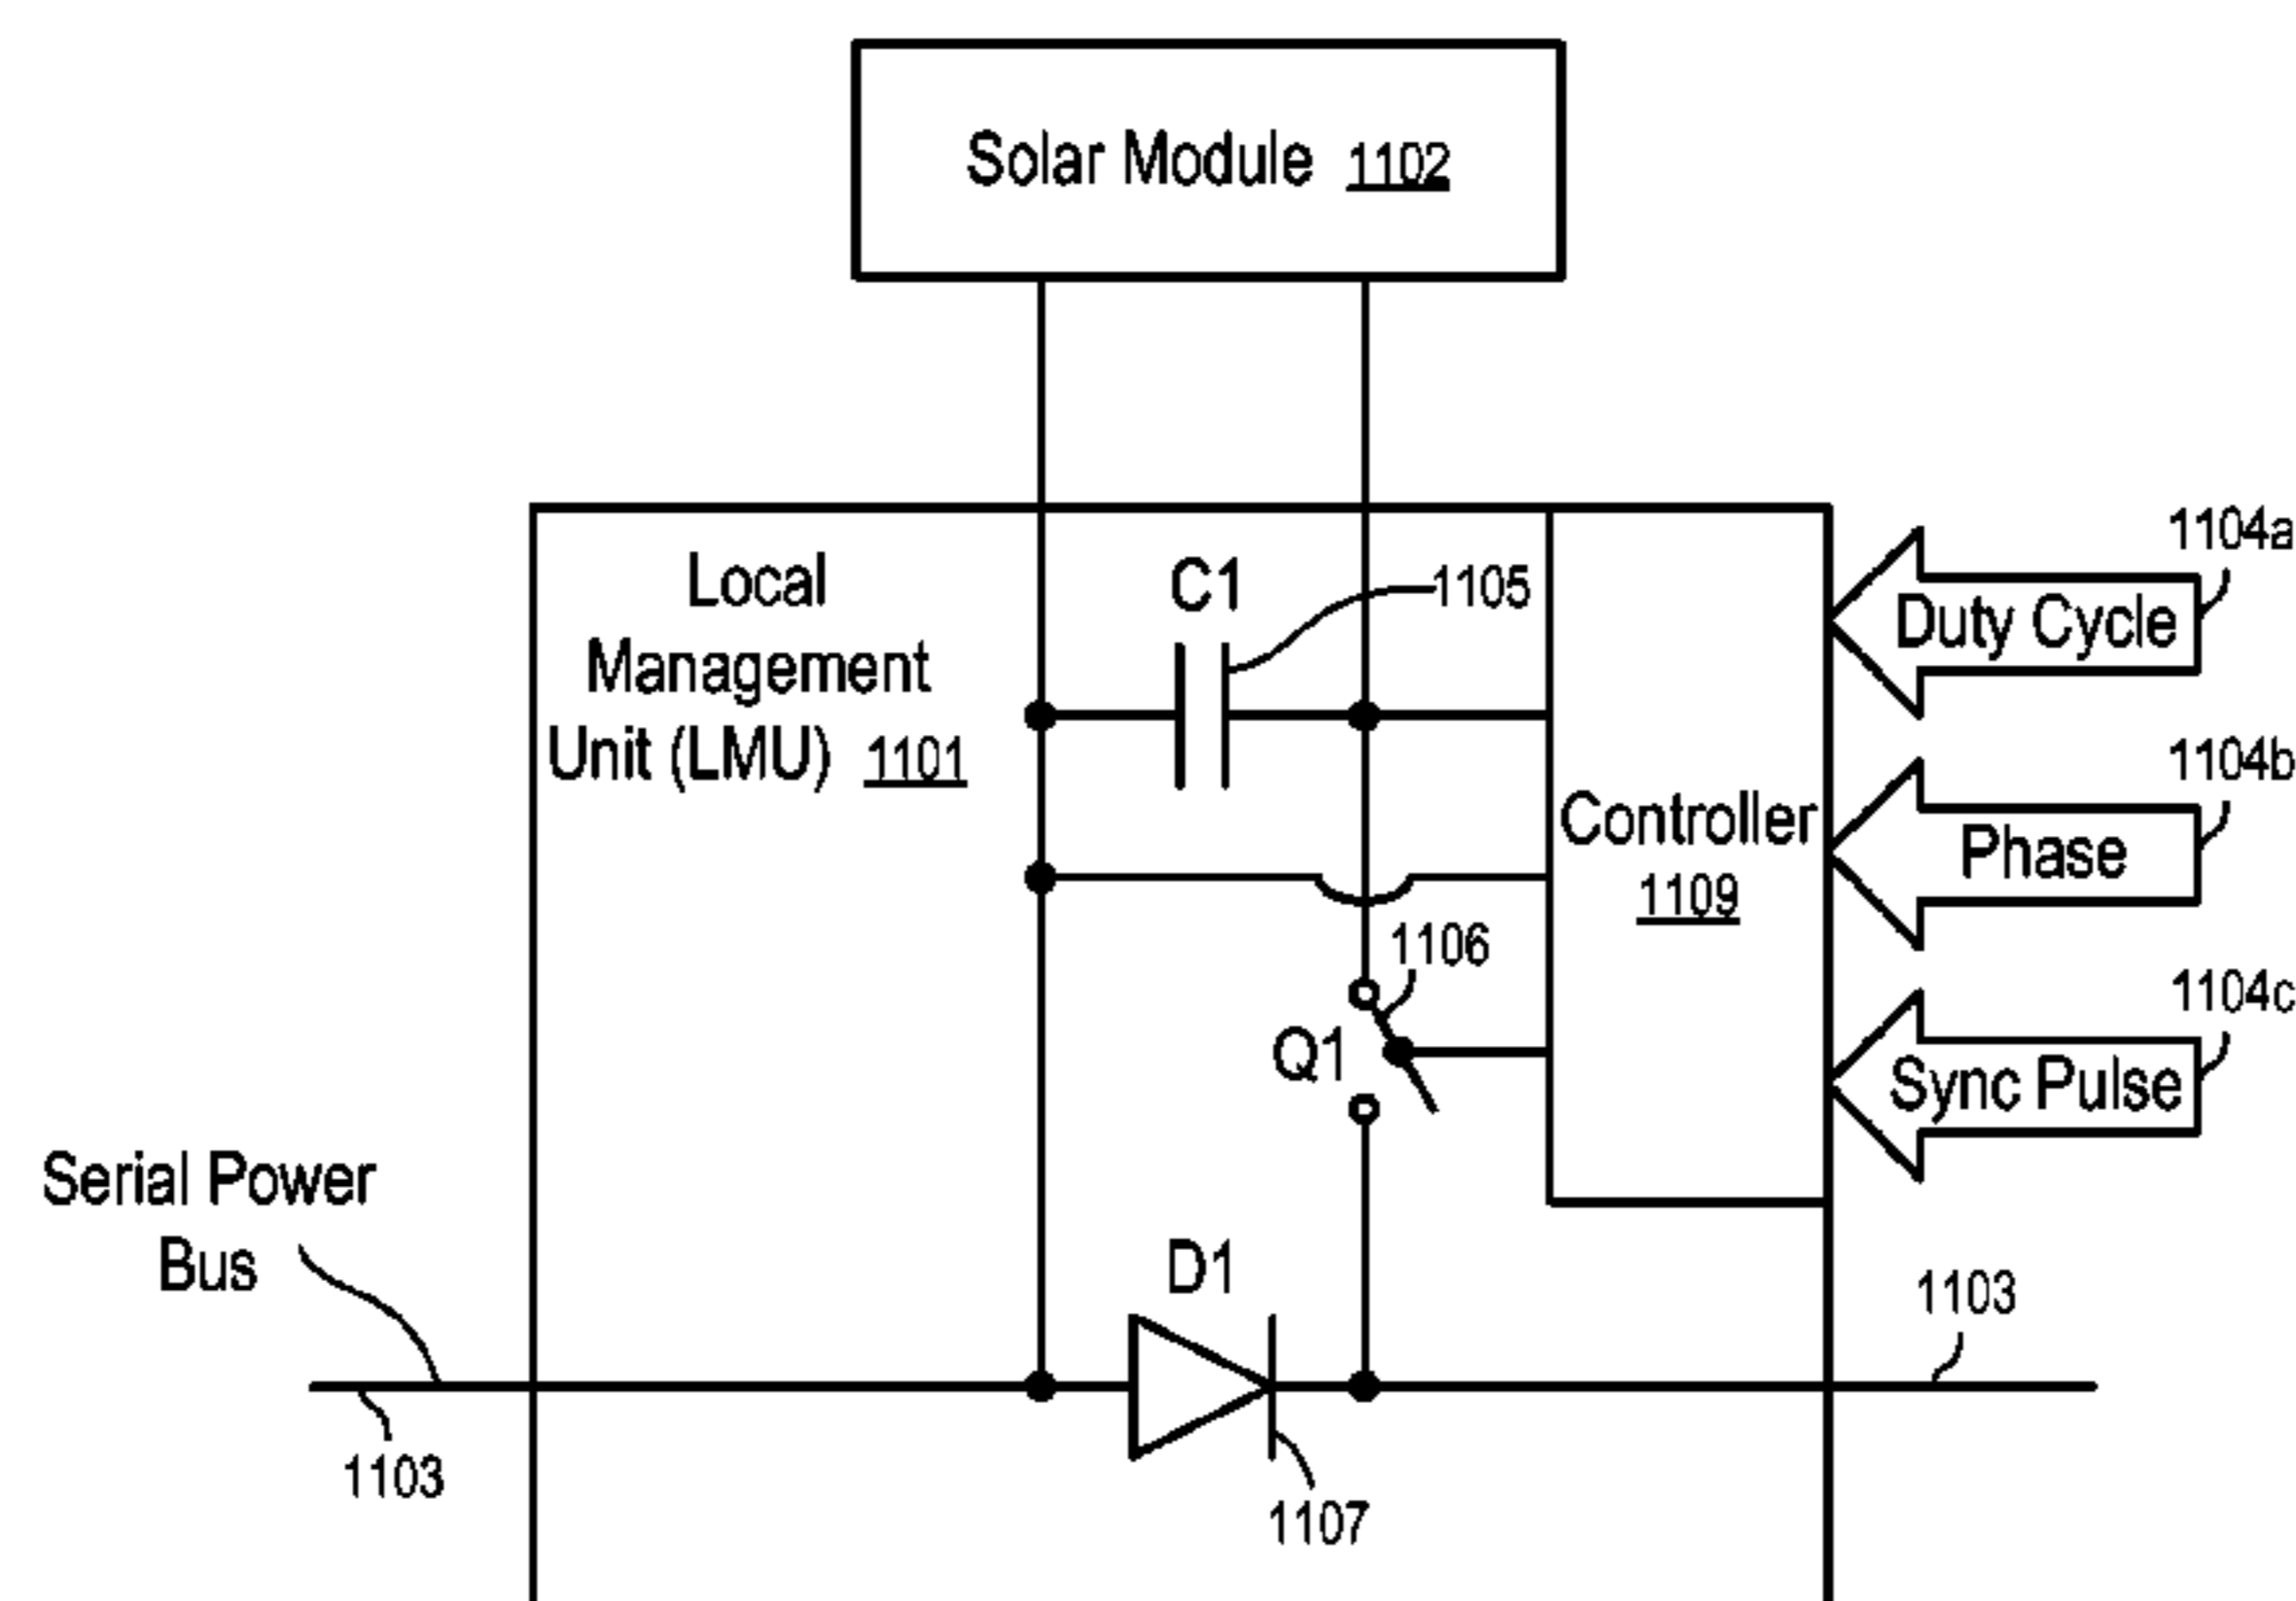 Solar Module 1102
Local
Management
Unit (LMU) 1101
C1
1105
Controller
1109
1104a
Duty Cycle
1104b
Phase
1104c
Sync Pulse
1106
Q1
Serial Power
Bus
D1
1103
1103
1107